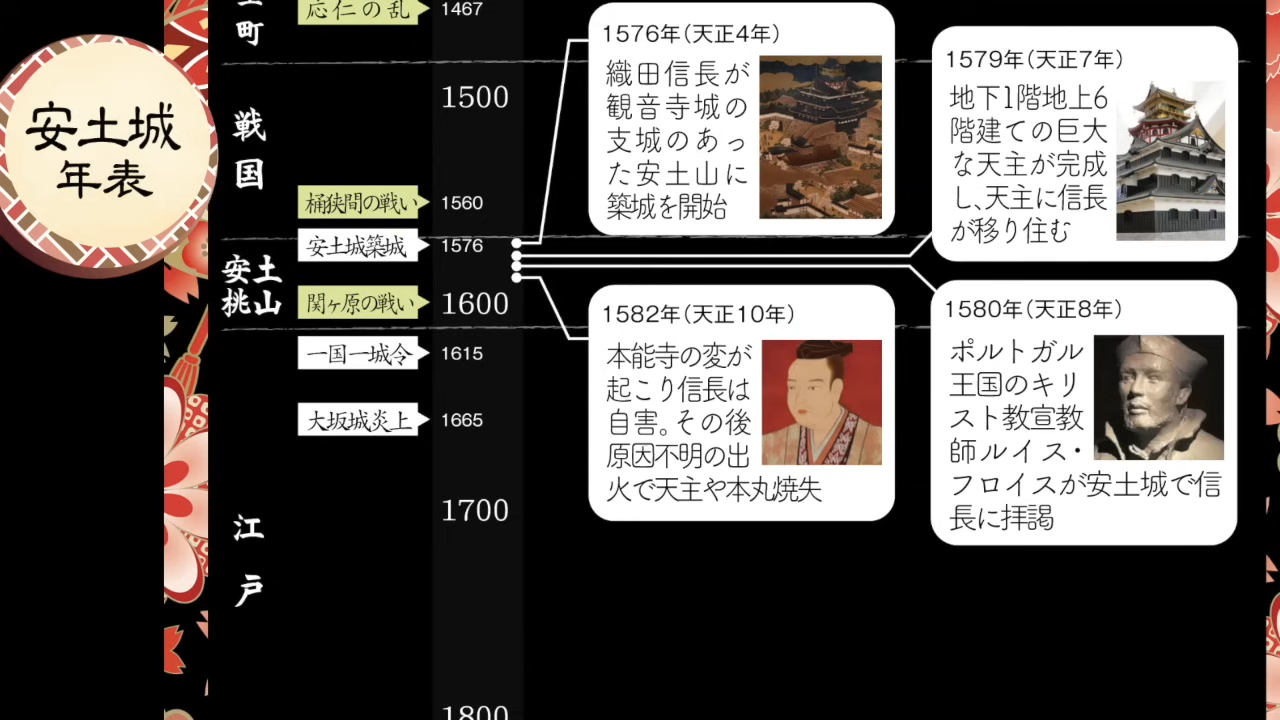 安土城
年表
町
戦
国
安土
桃山
江
戸
応仁の乱
1467
1500
桶狭間の戦い
1560
安土城築城
1576
関ヶ原の戦い
1600
一国一城令
1615
大坂城炎上
1665
1700
1800
1576年（天正4年）
織田信長が
観音寺城の
支城のあっ
た安土山に
築城を開始
1579年（天正7年）
地下1階地上6
階建ての巨大
な天主が完成
し、天主に信長
が移り住む
1582年（天正10年）
本能寺の変が
起こり信長は
自害。その後
原因不明の出
火で天主や本丸焼失
1580年（天正8年）
ポルトガル
王国のキリ
スト教宣教
師ルイス・
フロイスが安土城で信
長に拝謁